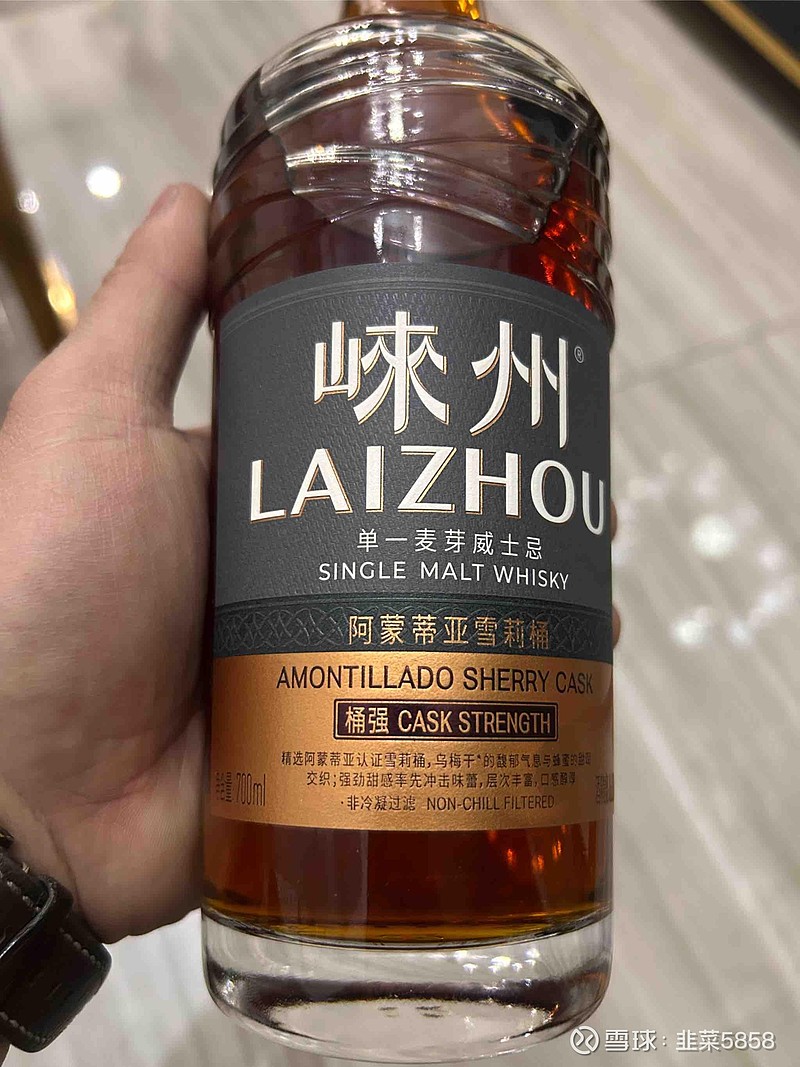 崃州®
LAIZHOU
单一麦芽威士忌
SINGLE MALT WHISKY
阿蒙蒂亚雪莉桶
AMONTILLADO SHERRY CASK
桶强 CASK STRENGTH
精选阿蒙蒂亚认证雪莉桶,乌梅干*的馥郁气息与蜂蜜的甜润
交织;强劲甜感率先冲击味蕾,层次丰富,口感醇厚
·非冷凝过滤 NON-CHILL FILTERED
净含量 700ml
雪球:韭菜5858